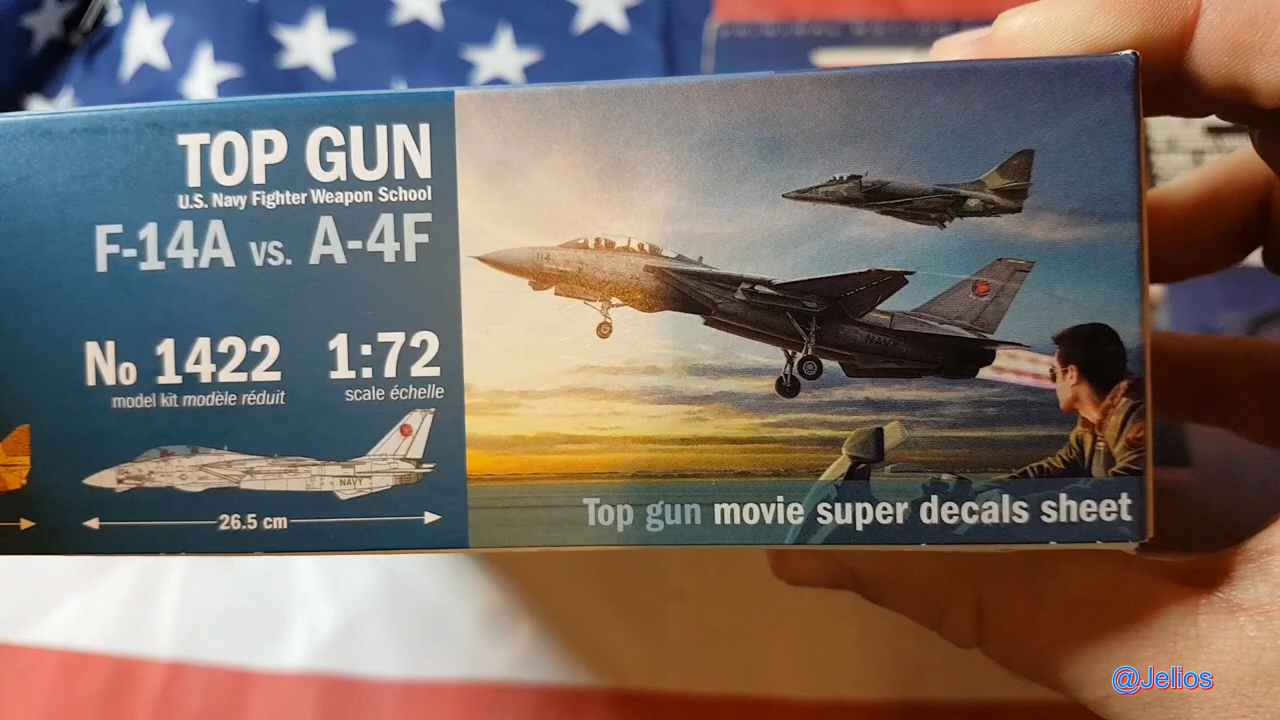 TOP GUN
U.S. Navy Fighter Weapon School
F-14A vs. A-4F
No 1422
model kit modèle réduit
1:72
scale échelle
NAVY
26.5 cm
114
NAVY
Top gun movie super decals sheet
@Jelios